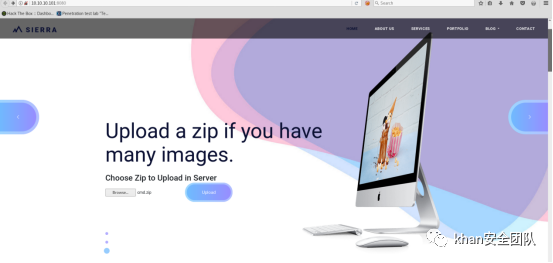 10.10.10.101:8080
Search
Hack The Box :: Dashbo...
Penetration test lab "Te...
SIERRA
HOME
ABOUT US
SERVICES
PORTFOLIO
BLOG
CONTACT
Upload a zip if you have
many images.
Choose Zip to Upload in Server
Browse...
cmd.zip
Upload
khan安全团队